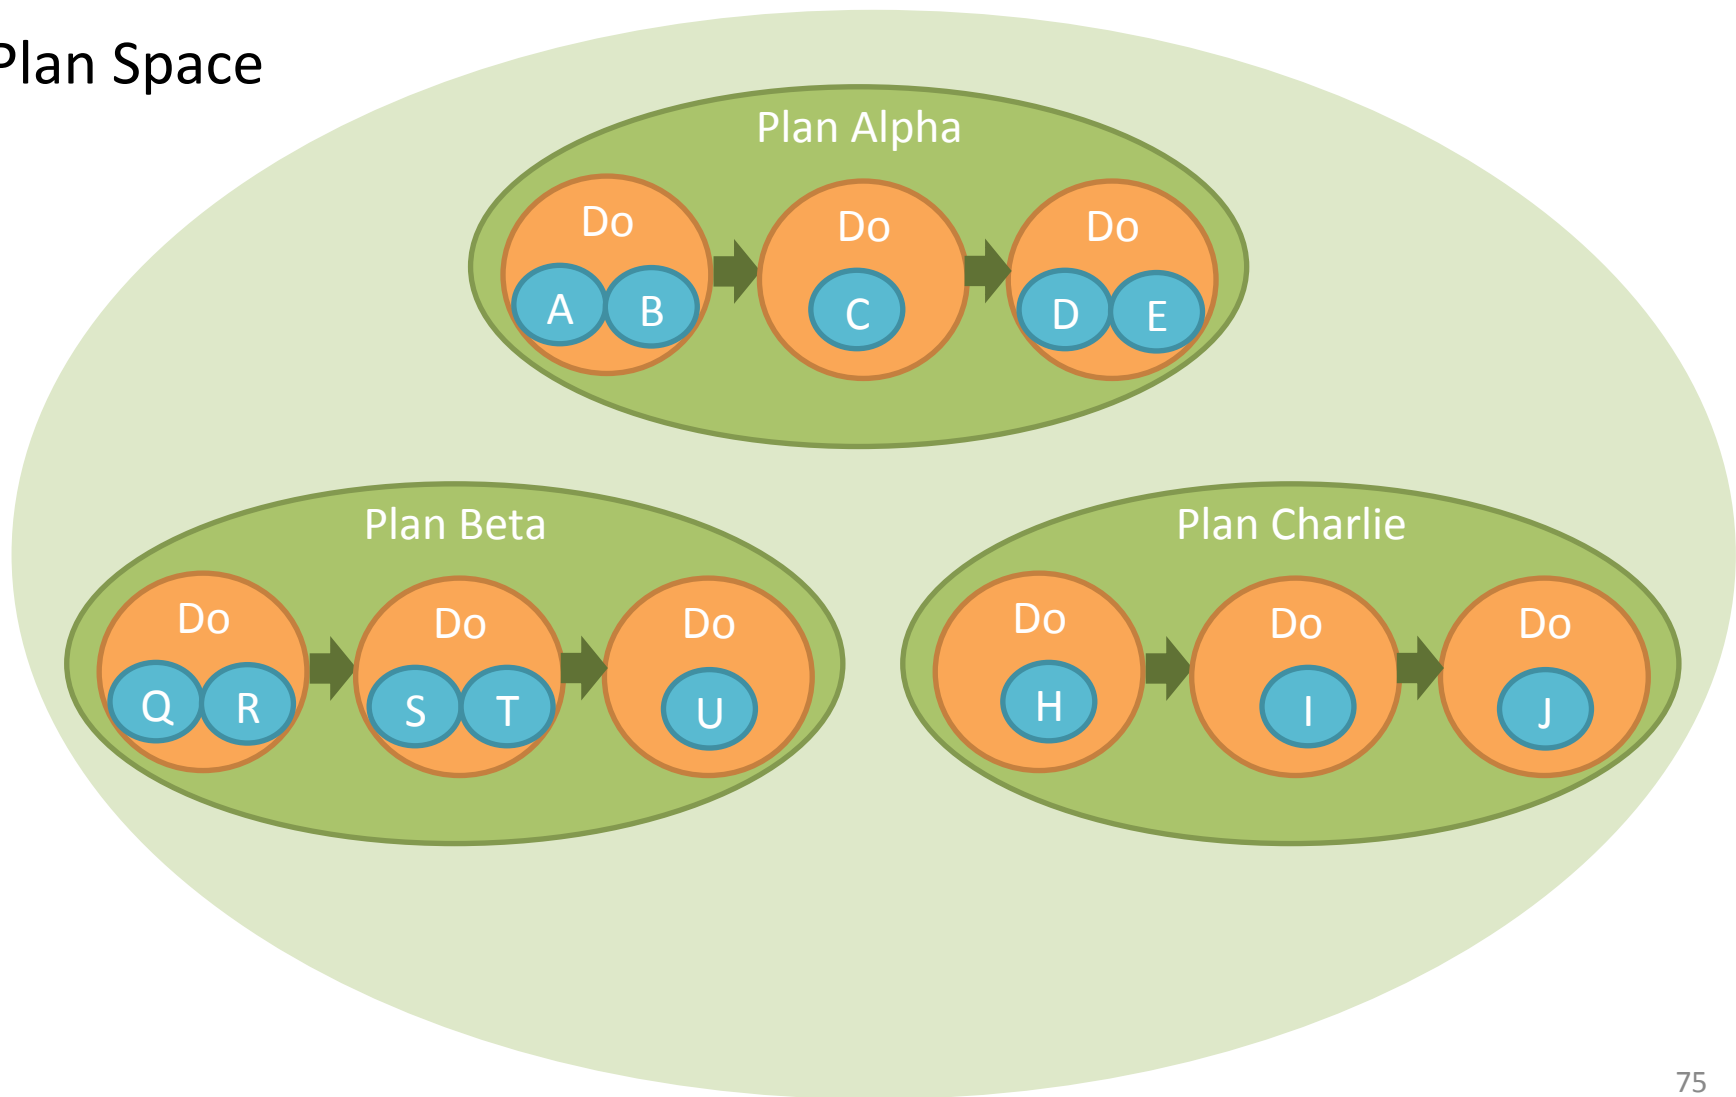 Plan Space
Plan Alpha
Do
Do
Do
A
B
C
D
E
Plan Beta
Do
Do
Do
Q
R
S
T
U
Plan Charlie
Do
Do
Do
H
I
J
75